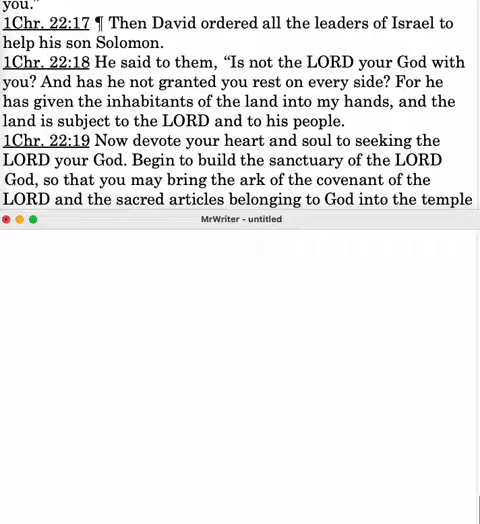 you.”
1Chr. 22:17 ¶ Then David ordered all the leaders of Israel to
help his son Solomon.
1Chr. 22:18 He said to them, “Is not the LORD your God with
you? And has he not granted you rest on every side? For he
has given the inhabitants of the land into my hands, and the
land is subject to the LORD and to his people.
1Chr. 22:19 Now devote your heart and soul to seeking the
LORD your God. Begin to build the sanctuary of the LORD
God, so that you may bring the ark of the covenant of the
LORD and the sacred articles belonging to God into the temple
MrWriter - untitled